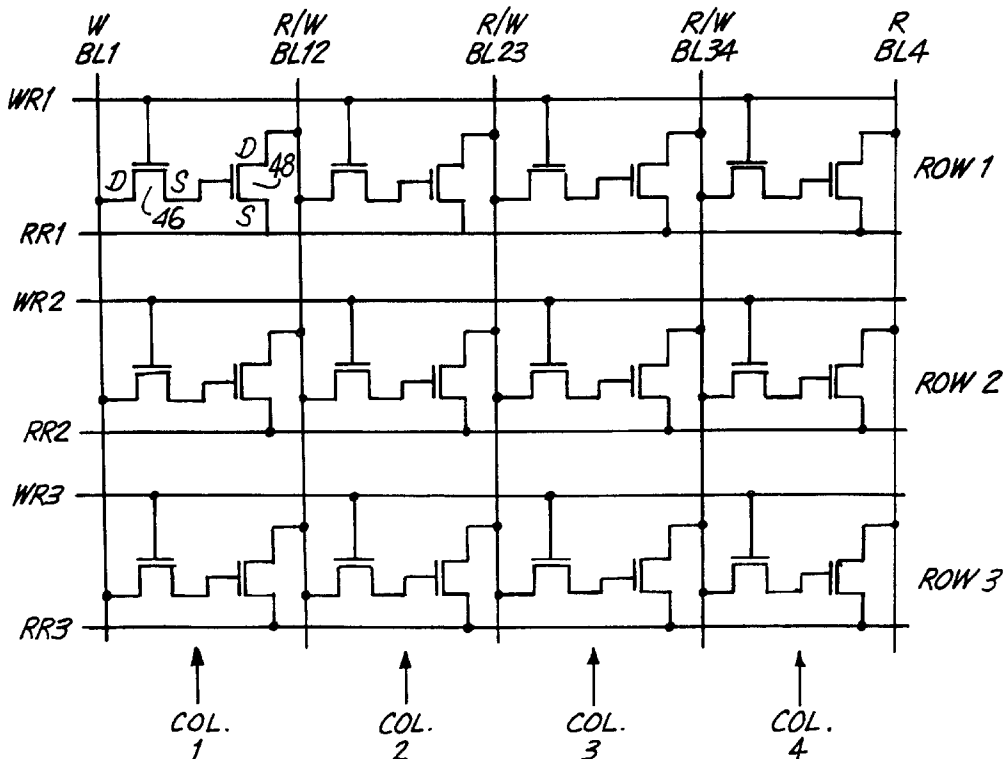 W R/W R/W R/W R
BL1 BL12 BL23 BL34 BL4
WR1
D 48
D S
46 S
ROW 1
RR1
WR2
ROW 2
RR2
WR3
ROW 3
RR3
COL. COL. COL. COL.
1 2 3 4